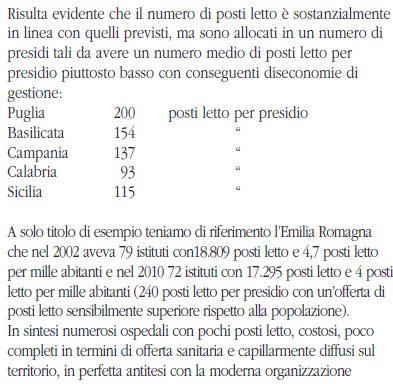 Risulta evidente che il numero di posti letto è sostanzialmente
in linea con quelli previsti, ma sono allocati in un numero di
presidi tali da avere un numero medio di posti letto per
presidio piuttosto basso con conseguenti diseconomie di
gestione:
Puglia 200 posti letto per presidio
Basilicata 154 “
Campania 137 “
Calabria 93 “
Sicilia 115 “
A solo titolo di esempio teniamo di riferimento l’Emilia Romagna
che nel 2002 aveva 79 istituti con18.809 posti letto e 4,7 posti letto
per mille abitanti e nel 2010 72 istituti con 17.295 posti letto e 4 posti
letto per mille abitanti (240 posti letto per presidio con un’offerta di
posti letto sensibilmente superiore rispetto alla popolazione).
In sintesi numerosi ospedali con pochi posti letto, costosi, poco
completi in termini di offerta sanitaria e capillarmente diffusi sul
territorio, in perfetta antitesi con la moderna organizzazione